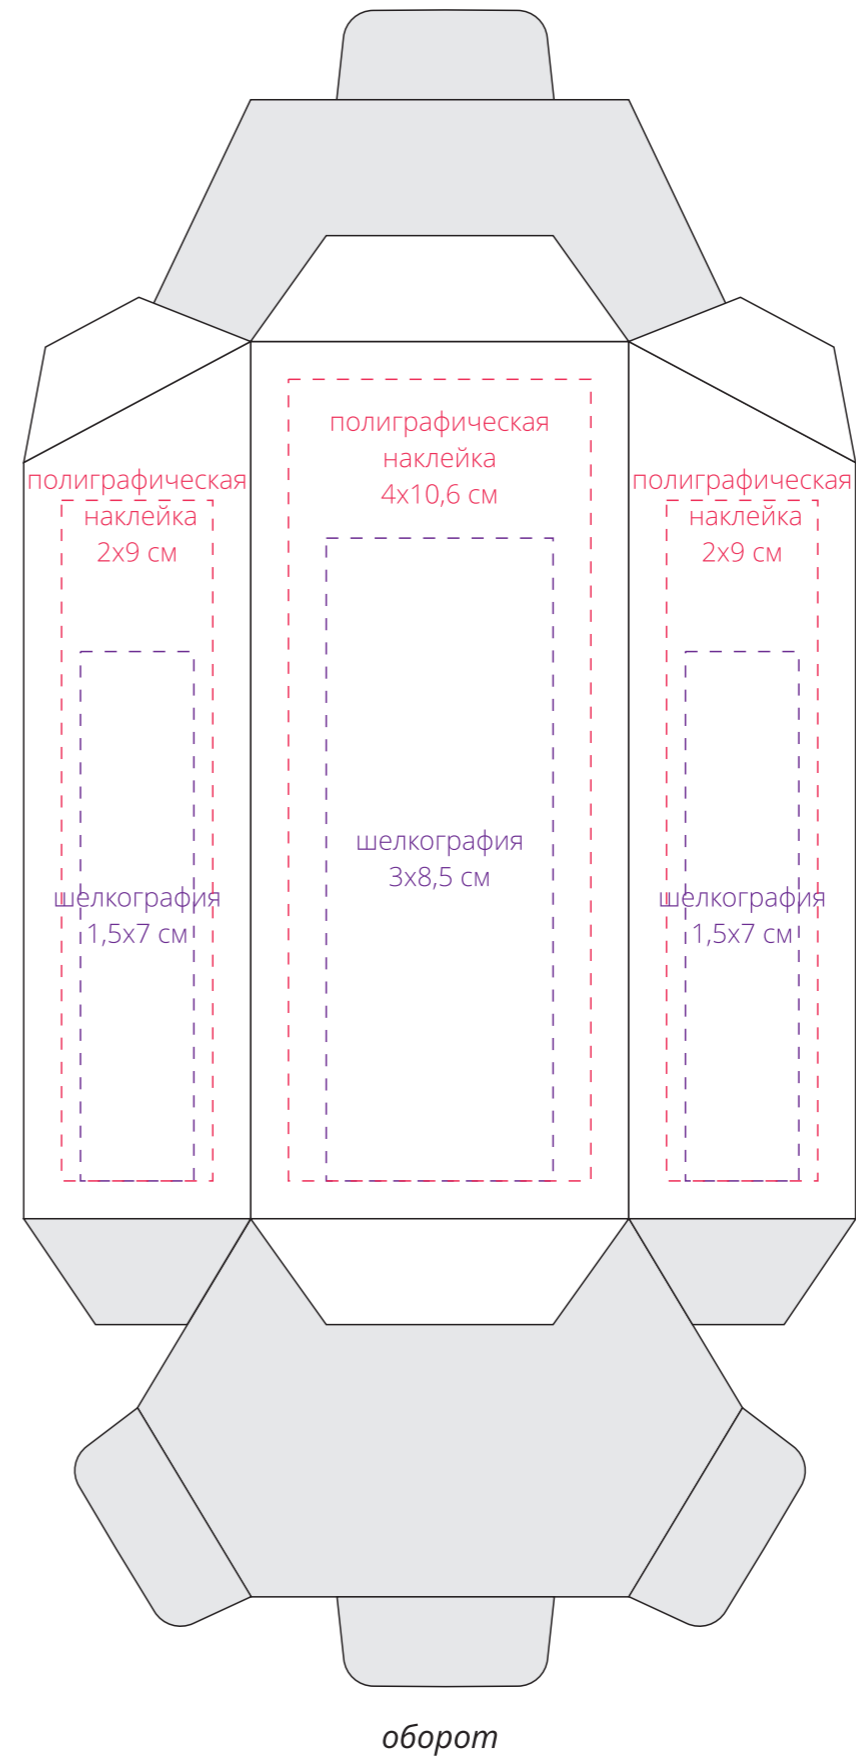 полиграфическая
наклейка
4х10,6 см
полиграфическая
наклейка
2х9 см
полиграфическая
наклейка
2х9 см
шелкография
3х8,5 см
шелкография
1,5х7 см
шелкография
1,5х7 см
оборот